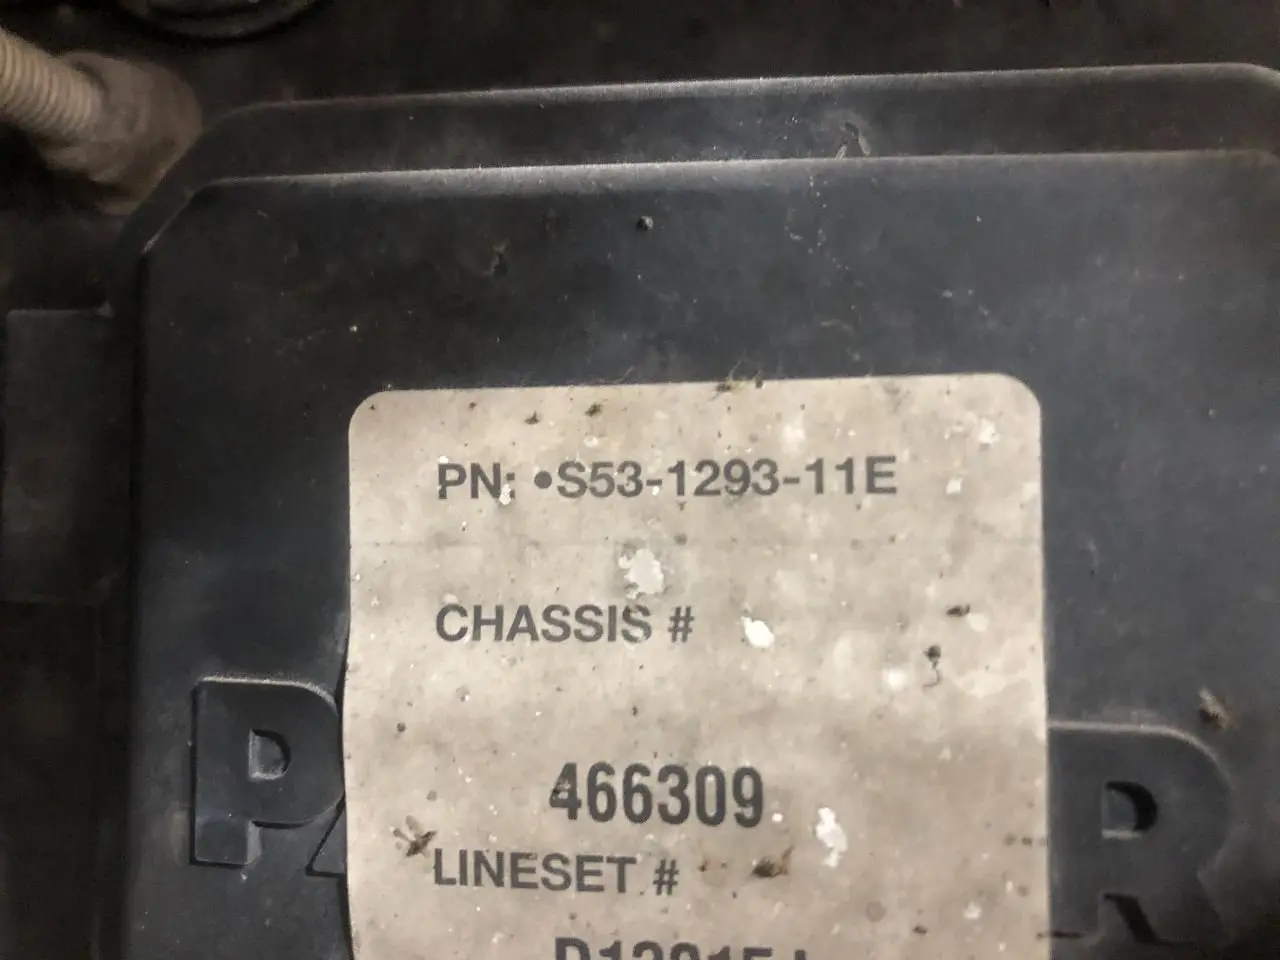 PN: •S53-1293-11E
CHASSIS #
466309
LINESET #